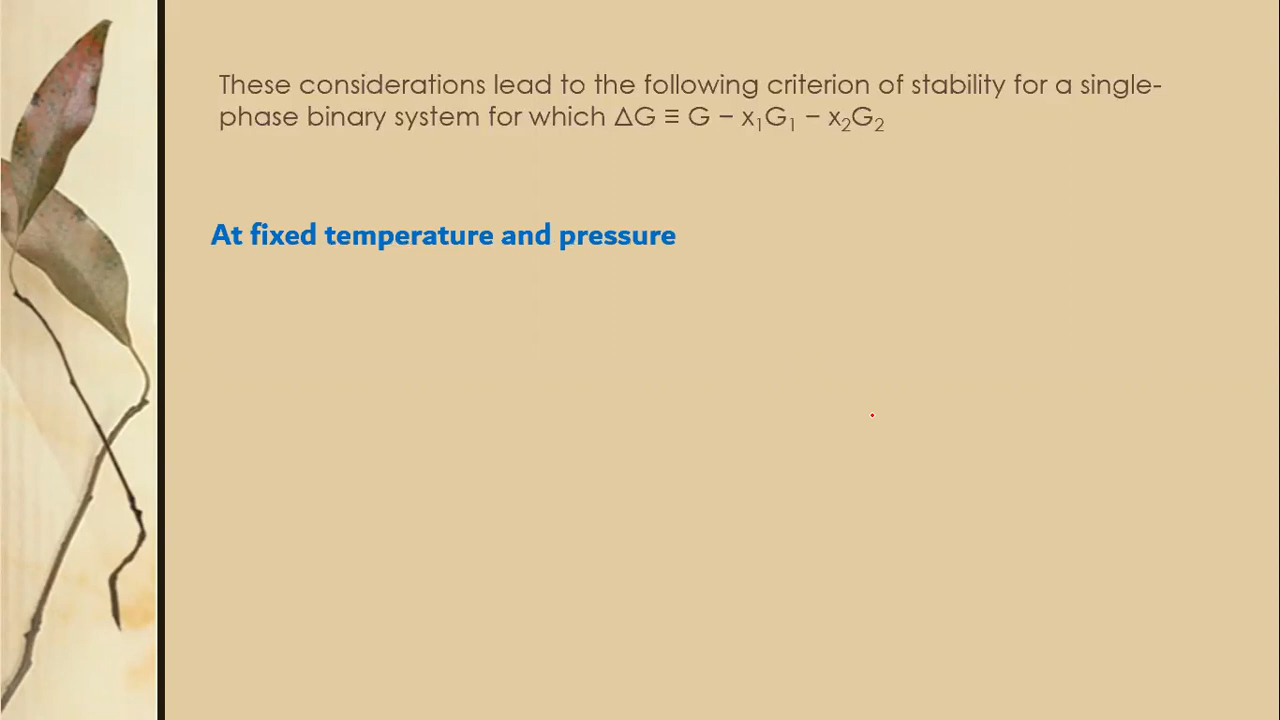 These considerations lead to the following criterion of stability for a single-
phase binary system for which ΔG ≡ G − x₁G₁ − x₂G₂
At fixed temperature and pressure